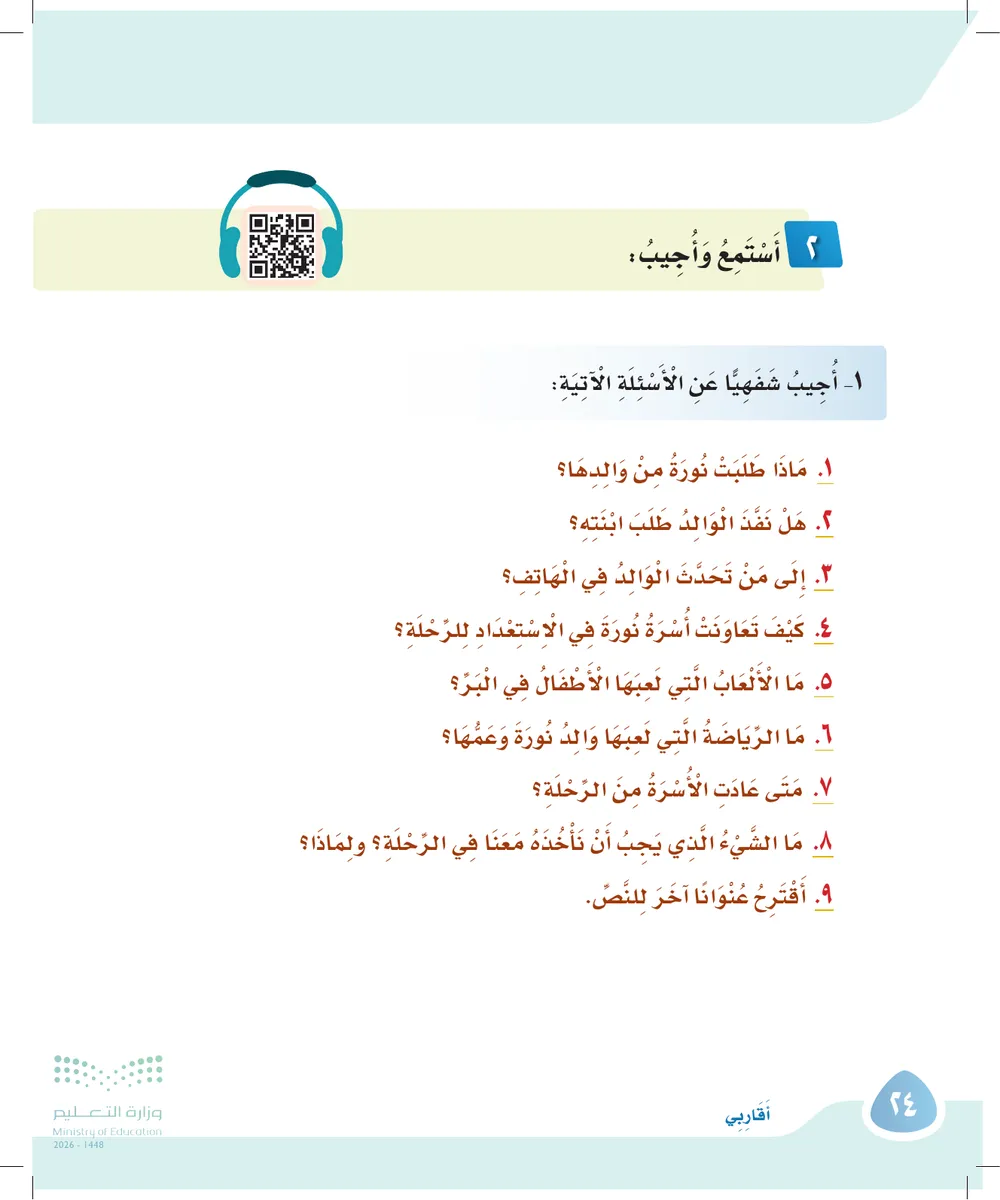 ٢ أَسْتَمِعُ وَأُجِيبُ:
١- أُجِيبُ شَفَهِيًّا عَنِ الْأَسْئِلَةِ الْآتِيَةِ:
١. مَاذَا طَلَبَتْ نُورَةُ مِنْ وَالِدِهَا؟
٢. هَلْ نَفَّذَ الْوَالِدُ طَلَبَ ابْنَتِهِ؟
٣. إِلَى مَنْ تَحَدَّثَ الْوَالِدُ فِي الْهَاتِفِ؟
٤. كَيْفَ تَعَاوَنَتْ أُسْرَةُ نُورَةَ فِي الْاِسْتِعْدَادِ لِلرِّحْلَةِ؟
٥. مَا الْأَلْعَابُ الَّتِي لَعِبَهَا الْأَطْفَالُ فِي الْبَرِّ؟
٦. مَا الرِّيَاضَةُ الَّتِي لَعِبَهَا وَالِدُ نُورَةَ وَعَمُّهَا؟
٧. مَتَى عَادَتِ الْأُسْرَةُ مِنَ الرِّحْلَةِ؟
٨. مَا الشَّيْءُ الَّذِي يَجِبُ أَنْ نَأْخُذَهُ مَعَنَا فِي الرِّحْلَةِ؟ ولِمَاذَا؟
٩. أَقْتَرِحُ عُنْوَانًا آخَرَ لِلنَّصِّ.
٢٤
أَقَارِبِي
وزارة التعليم
Ministry of Education
2026 - 1448